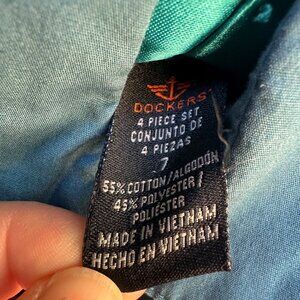 DOCKERS
4 PIECE SET
CONJUNTO DE
4 PIEZAS
7
55% COTTON/ALGODÓN
45% POLYESTER/
POLIÉSTER
MADE IN VIETNAM
HECHO EN VIETNAM